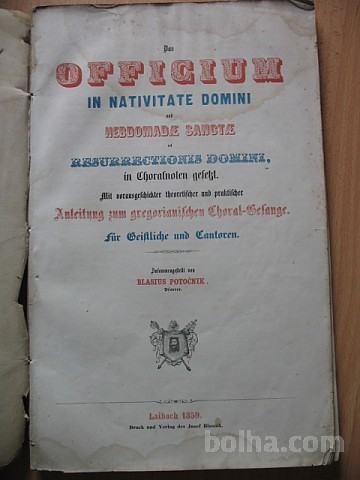 Das
OFFICIUM
IN NATIVITATE DOMINI
und
HEBDOMADÆ SANCTÆ
et
RESURRECTIONIS DOMINI,
in Choralnoten gesetzt.
Mit vorausgeschickter theoretischer und praktischer
Anleitung zum gregorianischen Choral-Gesange.
Für Geistliche und Cantoren.
Zusammengestellt von
BLASIUS POTOČNIK,
Laibach 1859.
Druck und Verlag des Josef Blasnik.
bolha.com